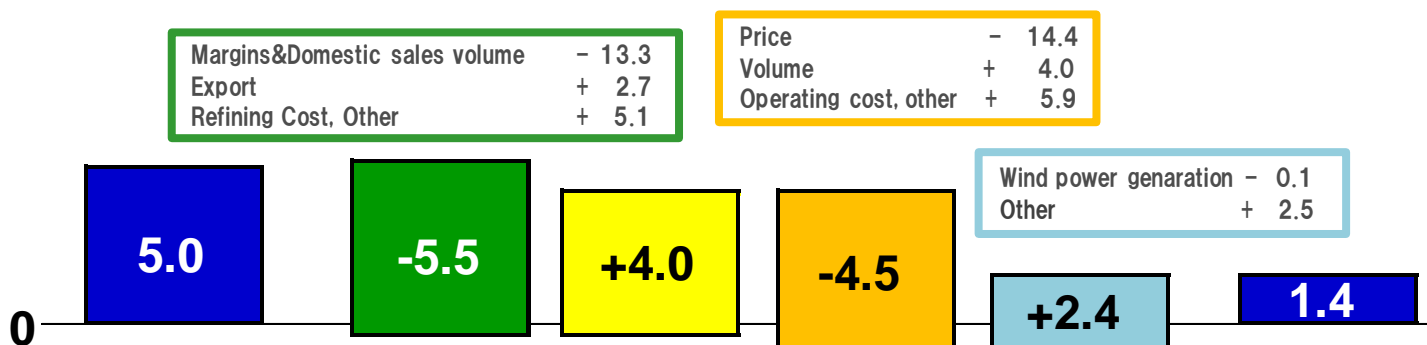 Margins&Domestic sales volume − 13.3
Export + 2.7
Refining Cost, Other + 5.1
Price − 14.4
Volume + 4.0
Operating cost, other + 5.9
Wind power genaration − 0.1
Other + 2.5
5.0
-5.5
+4.0
-4.5
+2.4
1.4
0